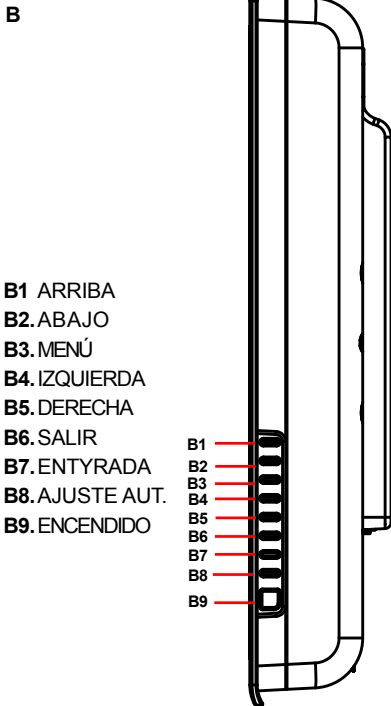 B
B1 ARRIBA
B2. ABAJO
B3. MENÚ
B4. IZQUIERDA
B5. DERECHA
B6. SALIR
B7. ENTYRADA
B8. AJUSTE AUT.
B9. ENCENDIDO
B1
B2
B3
B4
B5
B6
B7
B8
B9